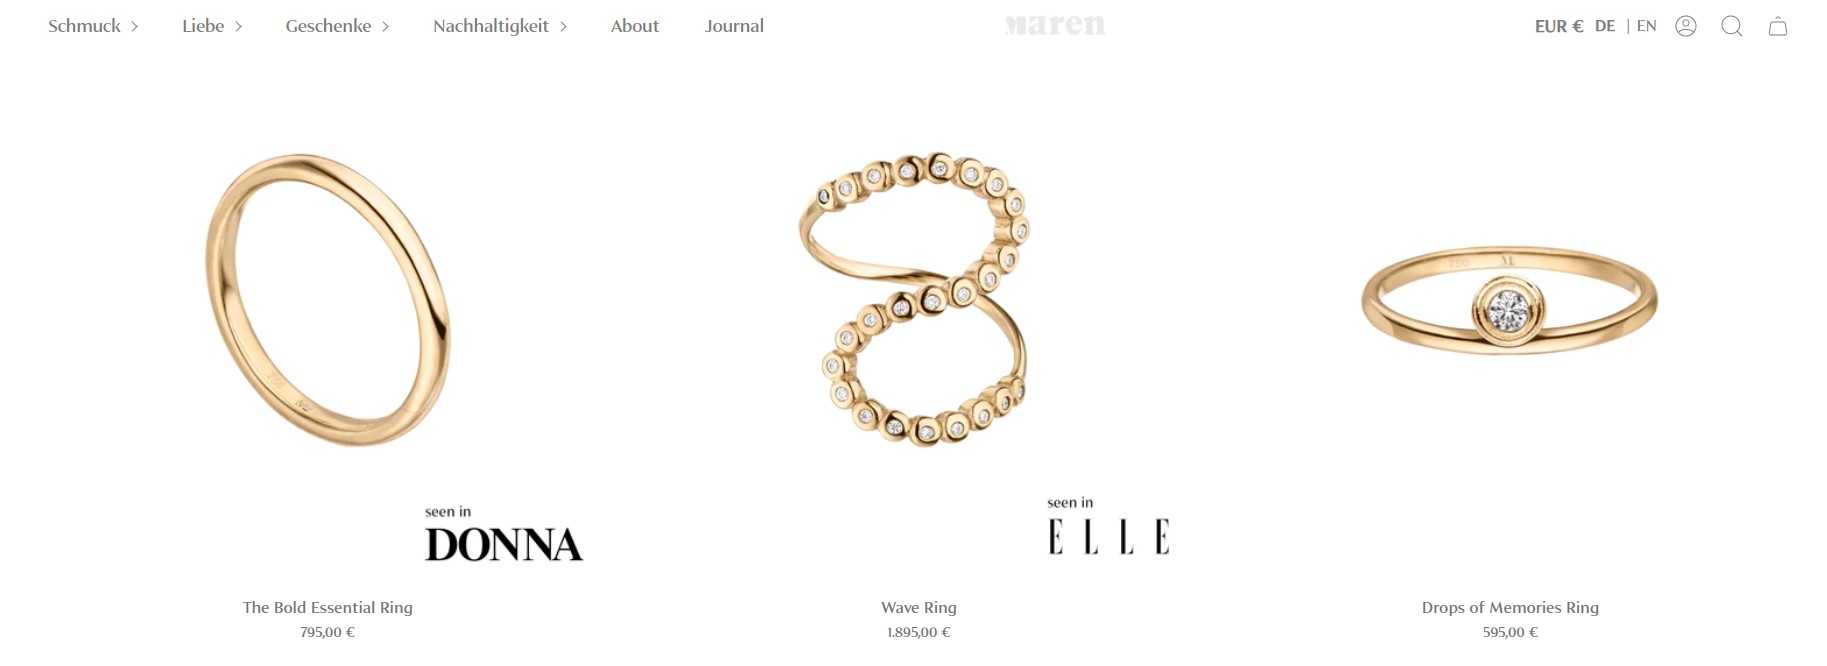 Schmuck Liebe Geschenke Nachhaltigkeit About Journal Maren EUR € DE | EN
seen in
DONNA
The Bold Essential Ring
795,00 €
seen in
ELLE
Wave Ring
1.895,00 €
750
Drops of Memories Ring
595,00 €